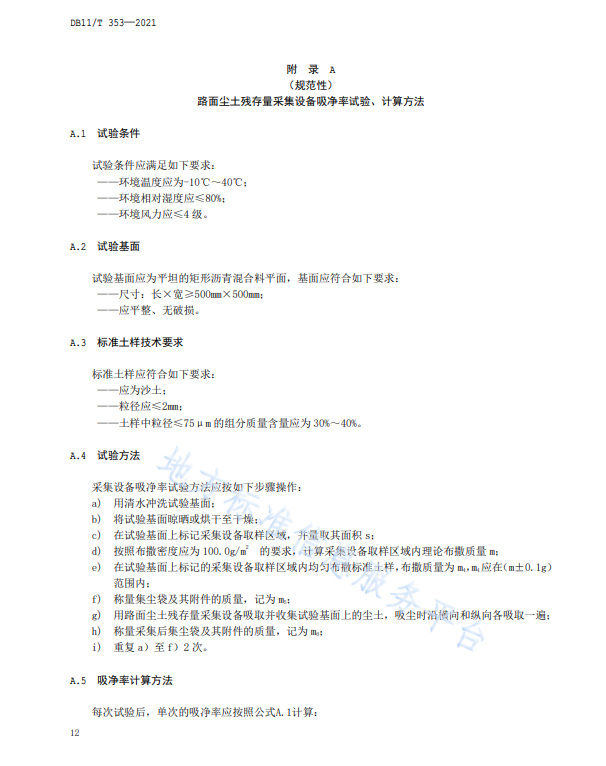 DB11/T 353—2021
附 录 A
（规范性）
路面尘土残存量采集设备吸净率试验、计算方法
A.1 试验条件
试验条件应满足如下要求：
——环境温度应为-10℃～40℃；
——环境相对湿度应≤80%；
——环境风力应≤4 级。
A.2 试验基面
试验基面应为平坦的矩形沥青混合料平面，基面应符合如下要求：
——尺寸：长×宽≥500mm×500mm；
——应平整、无破损。
A.3 标准土样技术要求
标准土样应符合如下要求：
——应为沙土；
——粒径应≤2mm；
——土样中粒径≤75μm 的组分质量含量应为 30%～40%。
A.4 试验方法
采集设备吸净率试验方法应按如下步骤操作：
a) 用清水冲洗试验基面；
b) 将试验基面晾晒或烘干至干燥；
c) 在试验基面上标记采集设备取样区域，并量取其面积 s；
d) 按照布撒密度应为 100.0g/m² 的要求，计算采集设备取样区域内理论布撒质量 m；
e) 在试验基面上标记的采集设备取样区域内均匀布撒标准土样，布撒质量为 m₄，m₄应在（m±0.1g）
范围内；
f) 称量集尘袋及其附件的质量，记为 m₅；
g) 用路面尘土残存量采集设备吸取并收集试验基面上的尘土，吸尘时沿横向和纵向各吸取一遍；
h) 称量采集后集尘袋及其附件的质量，记为 m₆；
i) 重复 a）至 f）2 次。
A.5 吸净率计算方法
每次试验后，单次的吸净率应按照公式A.1计算：
12
地方标准信息服务平台